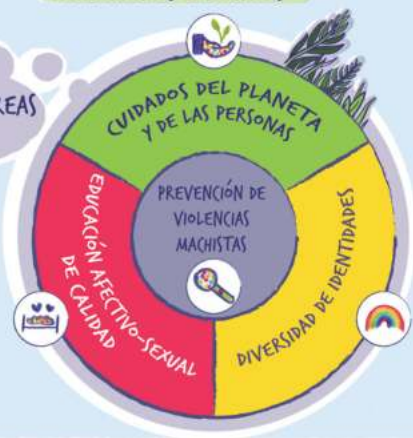 CUIDADOS DEL PLANETA
Y DE LAS PERSONAS
PREVENCIÓN DE
VIOLENCIAS
MACHISTAS
EDUCACIÓN AFECTIVO-SEXUAL
DE CALIDAD
DIVERSIDAD DE IDENTIDADES